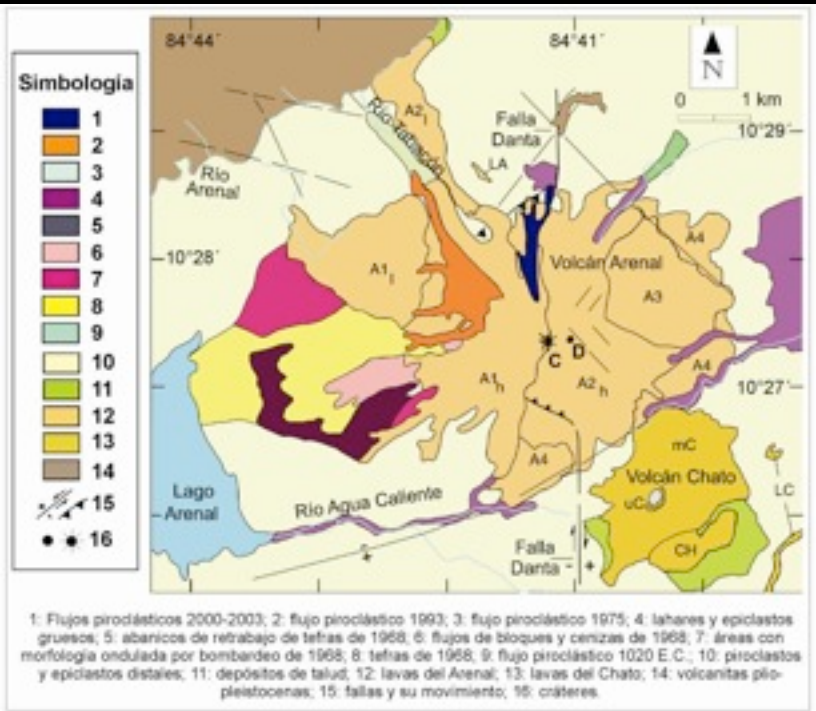 84°44´
84°41´
N
0 1 km
10°29´
Simbología
1
2
3
4
5
6
7
8
9
10
11
12
13
14
15
16
A2l
Río Tabacón
Falla
Danta
LA
Río
Arenal
10°28´
A1l
Volcán Arenal
A4
A3
C D
A1h
A2h
A4
10°27´
A4
mC
Volcán Chato
uC
CH
LC
Lago
Arenal
Río Agua Caliente
Falla
Danta
- +
1: Flujos piroclásticos 2000-2003; 2: flujo piroclástico 1993; 3: flujo piroclástico 1975; 4: lahares y epiclastos
gruesos; 5: abanicos de retrabajo de tefras de 1968; 6: flujos de bloques y cenizas de 1968; 7: áreas con
morfología ondulada por bombardeo de 1968; 8: tefras de 1968; 9: flujo piroclástico 1020 E.C.; 10: piroclastos
y epiclastos distales; 11: depósitos de talud; 12: lavas del Arenal; 13: lavas del Chato; 14: volcanitas plio-
pleistocenas; 15: fallas y su movimiento; 16: cráteres.